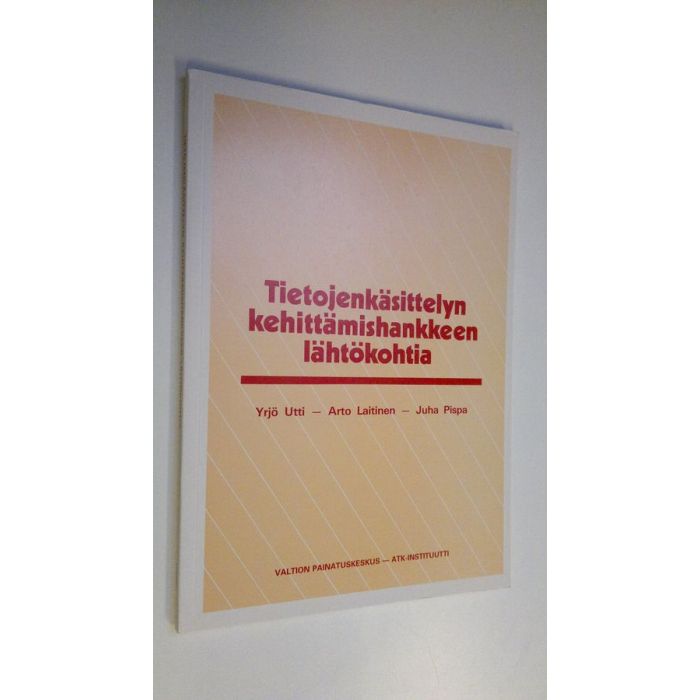 Tietojenkäsittelyn
kehittämishankkeen
lähtökohtia
Yrjö Utti — Arto Laitinen — Juha Pispa
VALTION PAINATUSKESKUS — ATK-INSTITUUTTI